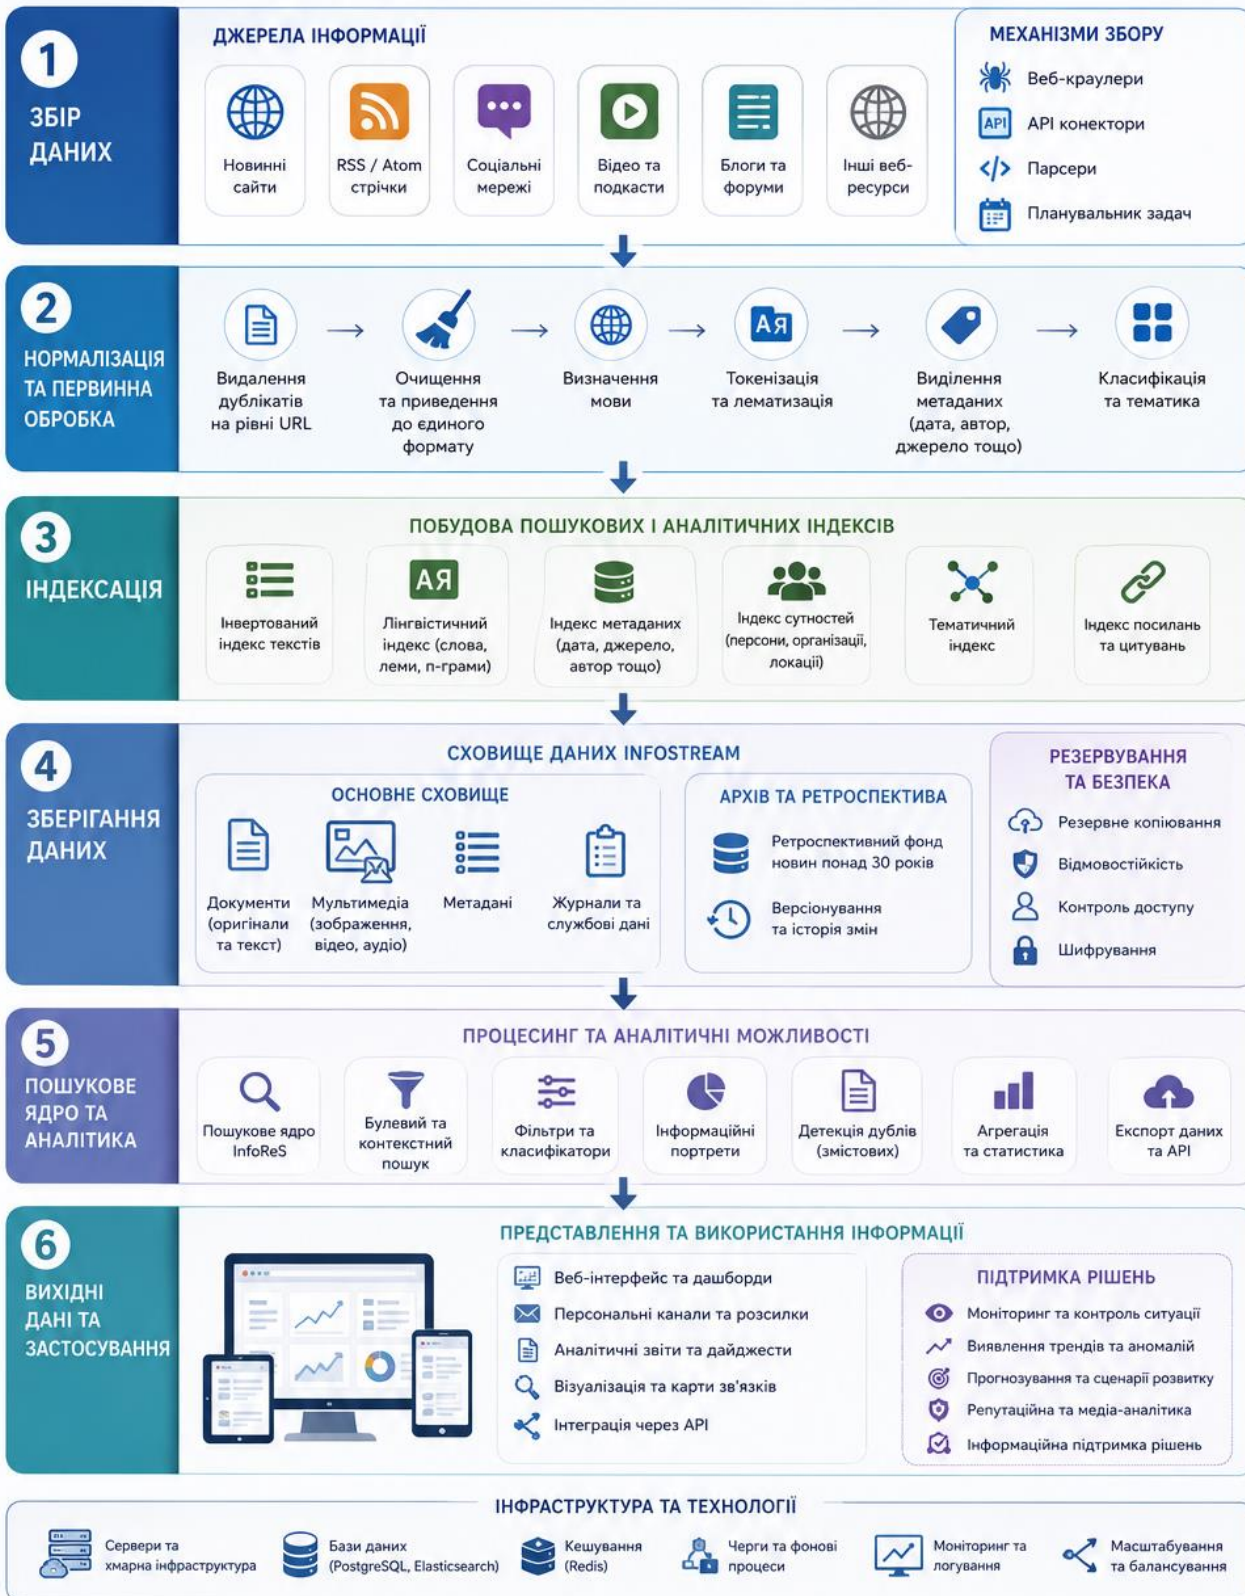 1
ЗБІР
ДАНИХ
ДЖЕРЕЛА ІНФОРМАЦІЇ
Новинні
сайти
RSS / Atom
стрічки
Соціальні
мережі
Відео та
подкасти
Блоги та
форуми
Інші веб-
ресурси
МЕХАНІЗМИ ЗБОРУ
Веб-краулери
API
API конектори
</>
Парсери
Планувальник задач
2
НОРМАЛІЗАЦІЯ
ТА ПЕРВИННА
ОБРОБКА
Видалення
дублікатів
на рівні URL
Очищення
та приведення
до єдиного
формату
Визначення
мови
АЯ
Токенізація
та лематизація
Виділення
метаданих
(дата, автор,
джерело тощо)
Класифікація
та тематика
3
ІНДЕКСАЦІЯ
ПОБУДОВА ПОШУКОВИХ І АНАЛІТИЧНИХ ІНДЕКСІВ
Інвертований
індекс текстів
АЯ
Лінгвістичний
індекс (слова,
леми, п-грами)
Індекс метаданих
(дата, джерело,
автор тощо)
Індекс сутностей
(персони, організації,
локації)
Тематичний
індекс
Індекс посилань
та цитувань
4
ЗБЕРІГАННЯ
ДАНИХ
СХОВИЩЕ ДАНИХ INFOSTREAM
ОСНОВНЕ СХОВИЩЕ
Документи
(оригінали
та текст)
Мультимедіа
(зображення,
відео, аудіо)
Метадані
Журнали та
службові дані
АРХІВ ТА РЕТРОСПЕКТИВА
Ретроспективний фонд
новин понад 30 років
Версіонування
та історія змін
РЕЗЕРВУВАННЯ
ТА БЕЗПЕКА
Резервне копіювання
Відмовостійкість
Контроль доступу
Шифрування
5
ПОШУКОВЕ
ЯДРО ТА
АНАЛІТИКА
ПРОЦЕСИНГ ТА АНАЛІТИЧНІ МОЖЛИВОСТІ
Пошукове ядро
InfoReS
Булевий та
контекстний
пошук
Фільтри та
класифікатори
Інформаційні
портрети
Детекція дублів
(змістових)
Агрегація
та статистика
Експорт даних
та API
6
ВИХІДНІ
ДАНІ ТА
ЗАСТОСУВАННЯ
ПРЕДСТАВЛЕННЯ ТА ВИКОРИСТАННЯ ІНФОРМАЦІЇ
Веб-інтерфейс та дашборди
Персональні канали та розсилки
Аналітичні звіти та дайджести
Візуалізація та карти зв'язків
Інтеграція через API
ПІДТРИМКА РІШЕНЬ
Моніторинг та контроль ситуації
Виявлення трендів та аномалій
Прогнозування та сценарії розвитку
Репутаційна та медіа-аналітика
Інформаційна підтримка рішень
ІНФРАСТРУКТУРА ТА ТЕХНОЛОГІЇ
Сервери та
хмарна інфраструктура
Бази даних
(PostgreSQL, Elasticsearch)
Кешування
(Redis)
Черги та фонові
процеси
Моніторинг та
логування
Масштабування
та балансування